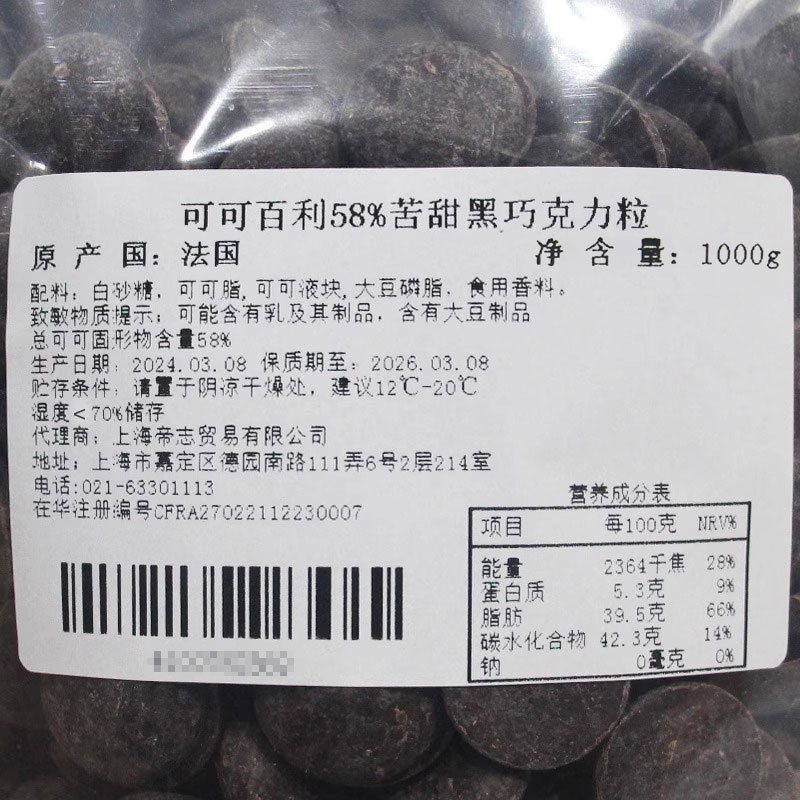 可可百利58%苦甜黑巧克力粒
原产国：法国 净含量：1000g
配料：白砂糖，可可脂，可可液块，大豆磷脂，食用香料。
致敏物质提示：可能含有乳及其制品，含有大豆制品
总可可固形物含量58%
生产日期：2024.03.08 保质期至：2026.03.08
贮存条件：请置于阴凉干燥处，建议12℃-20℃
湿度<70%储存
代理商：上海帝志贸易有限公司
地址：上海市嘉定区德园南路111弄6号2层214室
电话:021-63301113
在华注册编号CFRA27022112230007
营养成分表
项目 每100克 NRV%
能量 2364千焦 28%
蛋白质 5.3克 9%
脂肪 39.5克 66%
碳水化合物 42.3克 14%
钠 0毫克 0%